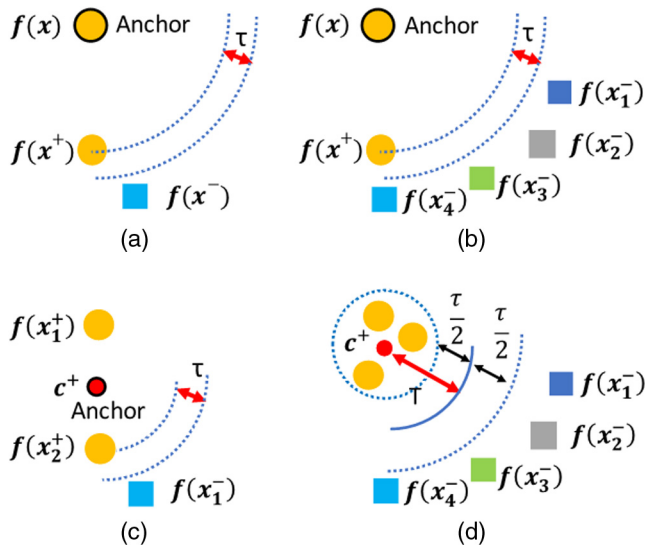 f(x) Anchor τ
f(x⁺)
f(x⁻)
(a)
f(x) Anchor τ
f(x₁⁻)
f(x⁺) f(x₂⁻)
f(x₃⁻)
f(x₄⁻)
(b)
f(x₁⁺)
c⁺ τ
Anchor
f(x₂⁺)
f(x₁⁻)
(c)
τ/2 τ/2
c⁺
T f(x₁⁻)
f(x₂⁻)
f(x₃⁻)
f(x₄⁻)
(d)